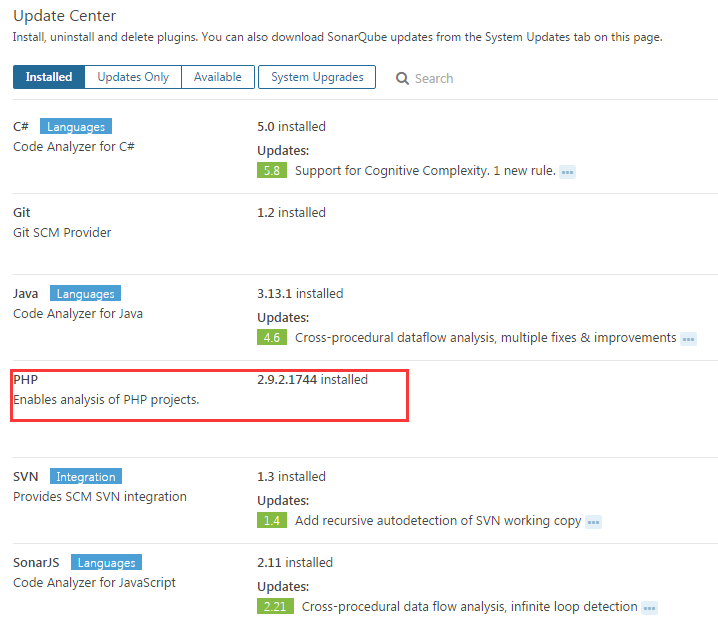 Update Center
Install, uninstall and delete plugins. You can also download SonarQube updates from the System Updates tab on this page.
Installed Updates Only Available System Upgrades Search
C# Languages 5.0 installed
Code Analyzer for C# Updates:
5.8 Support for Cognitive Complexity. 1 new rule. ...
Git 1.2 installed
Git SCM Provider
Java Languages 3.13.1 installed
Code Analyzer for Java Updates:
4.6 Cross-procedural dataflow analysis, multiple fixes & improvements ...
PHP 2.9.2.1744 installed
Enables analysis of PHP projects.
SVN Integration 1.3 installed
Provides SCM SVN integration Updates:
1.4 Add recursive autodetection of SVN working copy ...
SonarJS Languages 2.11 installed
Code Analyzer for JavaScript Updates:
2.21 Cross-procedural data flow analysis, infinite loop detection ...